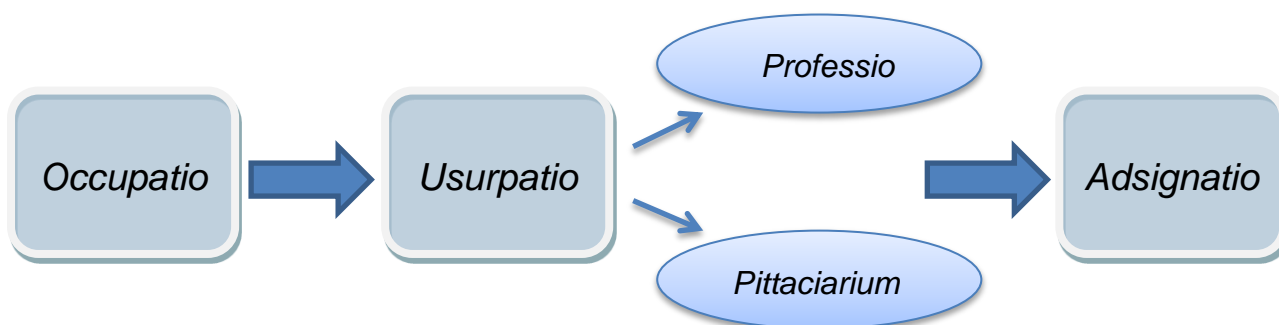 Occupatio
Usurpatio
Professio
Pittaciarium
Adsignatio